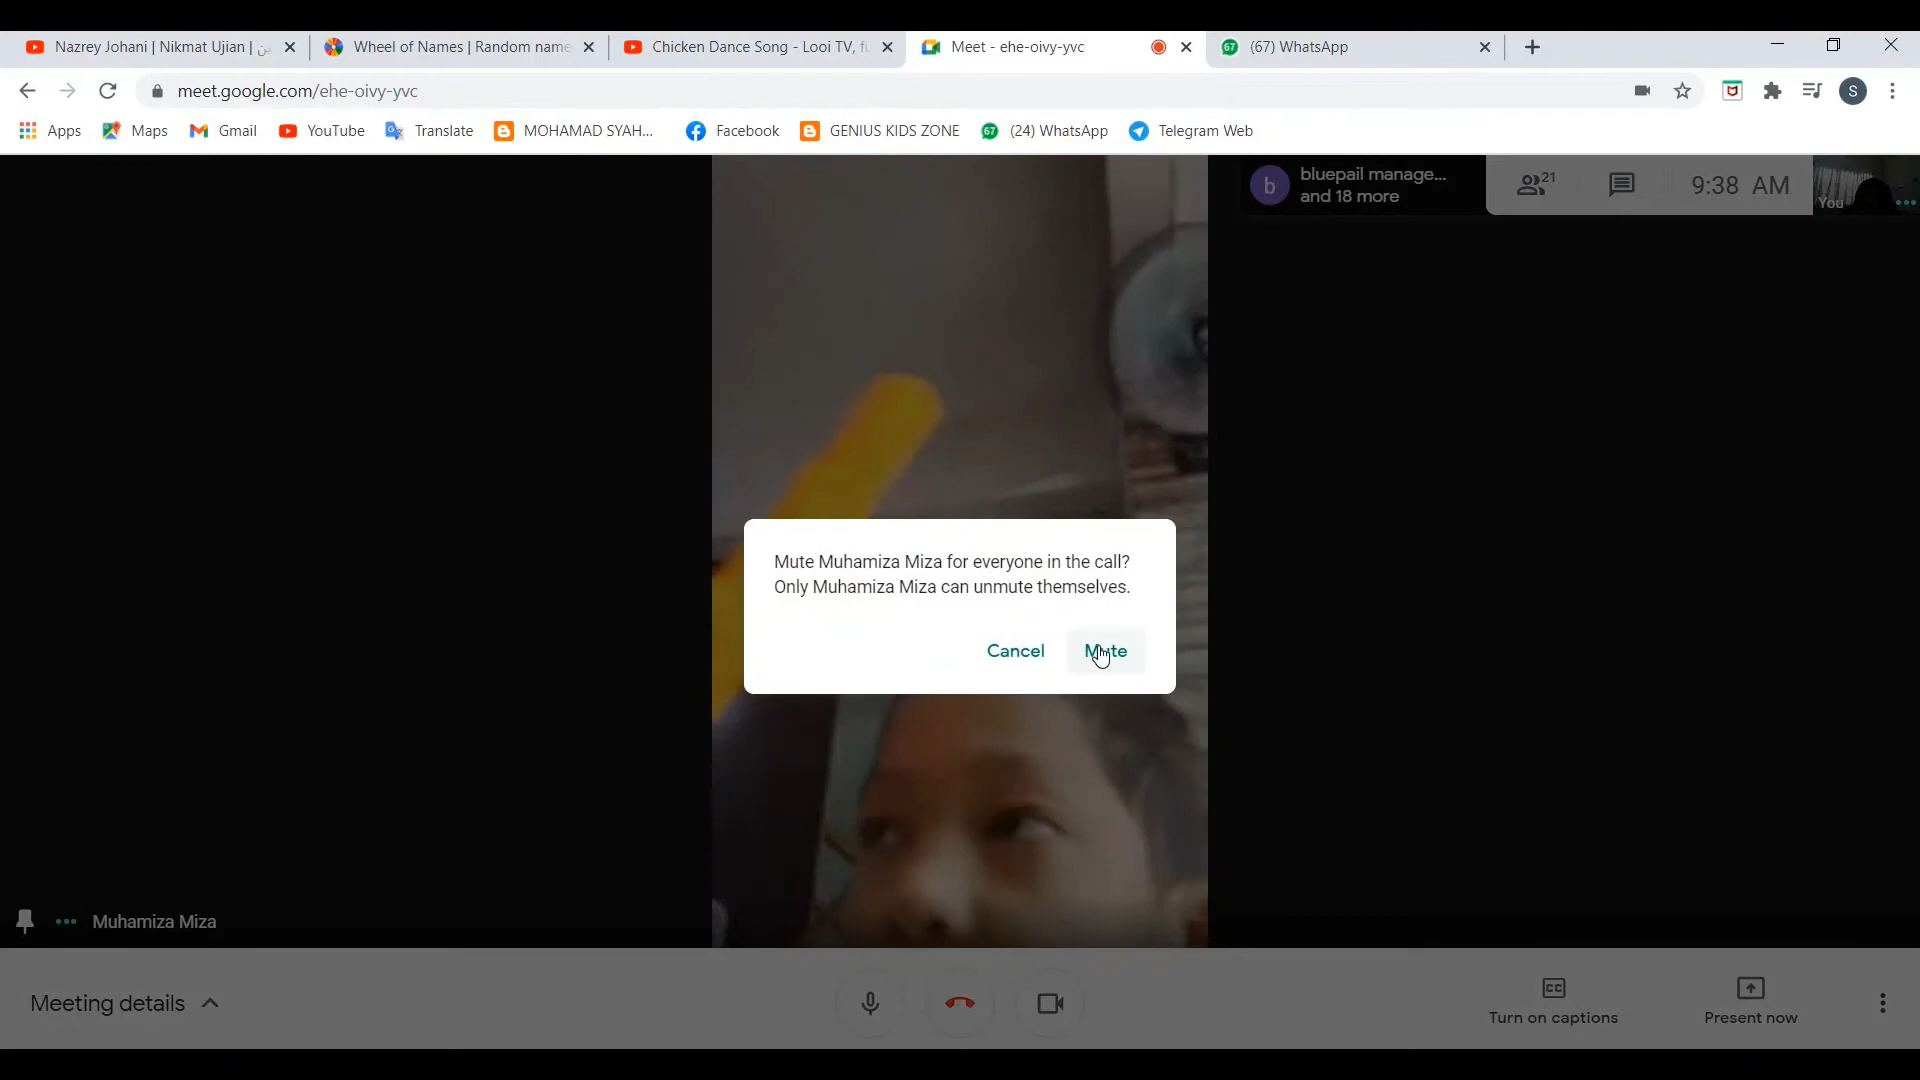 Nazrey Johani | Nikmat Ujian |
Wheel of Names | Random name
Chicken Dance Song - Looi TV, fu
Meet - ehe-oivy-yvc
(67) WhatsApp
meet.google.com/ehe-oivy-yvc
S
Apps
Maps
Gmail
YouTube
Translate
MOHAMAD SYAH...
Facebook
GENIUS KIDS ZONE
(24) WhatsApp
Telegram Web
b
bluepail manage...
and 18 more
21
9:38 AM
You
Mute Muhamiza Miza for everyone in the call?
Only Muhamiza Miza can unmute themselves.
Cancel
Mute
Muhamiza Miza
Meeting details
CC
Turn on captions
Present now